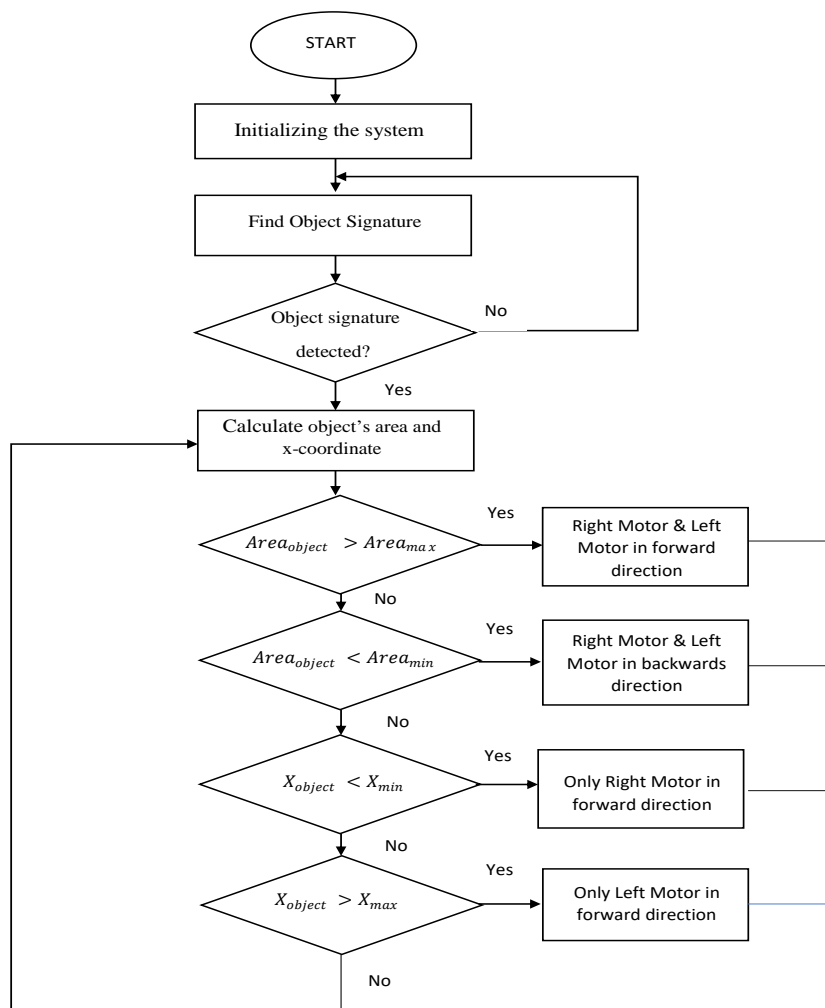 START
Initializing the system
Find Object Signature
Object signature
detected?
No
Yes
Calculate object's area and
x-coordinate
Area_object > Area_max
Yes
Right Motor & Left
Motor in forward
direction
No
Area_object < Area_min
Yes
Right Motor & Left
Motor in backwards
direction
No
X_object < X_min
Yes
Only Right Motor in
forward direction
No
X_object > X_max
Yes
Only Left Motor in
forward direction
No